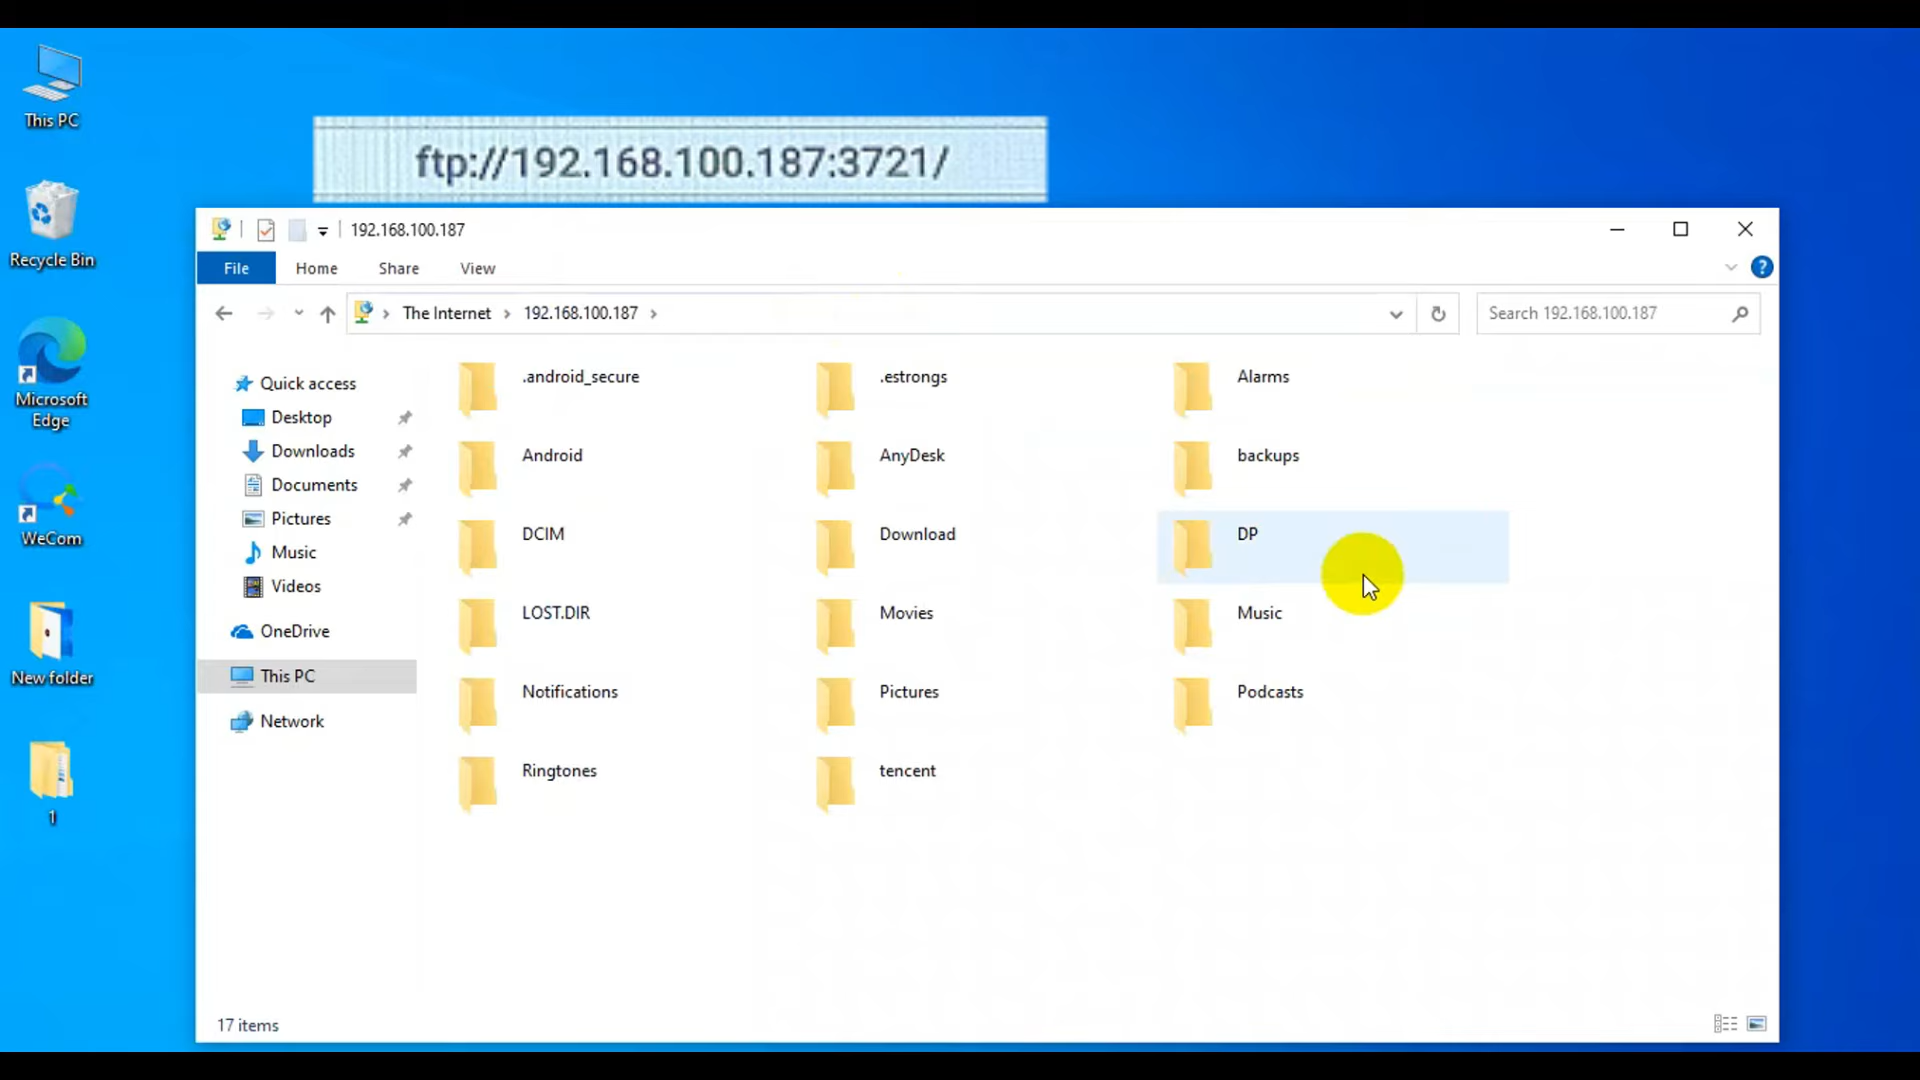 This PC
Recycle Bin
Microsoft
Edge
WeCom
New folder
1
ftp://192.168.100.187:3721/
192.168.100.187
File Home Share View
The Internet 192.168.100.187
Search 192.168.100.187
Quick access
Desktop
Downloads
Documents
Pictures
Music
Videos
OneDrive
This PC
Network
.android_secure .estrongs Alarms
Android AnyDesk backups
DCIM Download DP
LOST.DIR Movies Music
Notifications Pictures Podcasts
Ringtones tencent
17 items